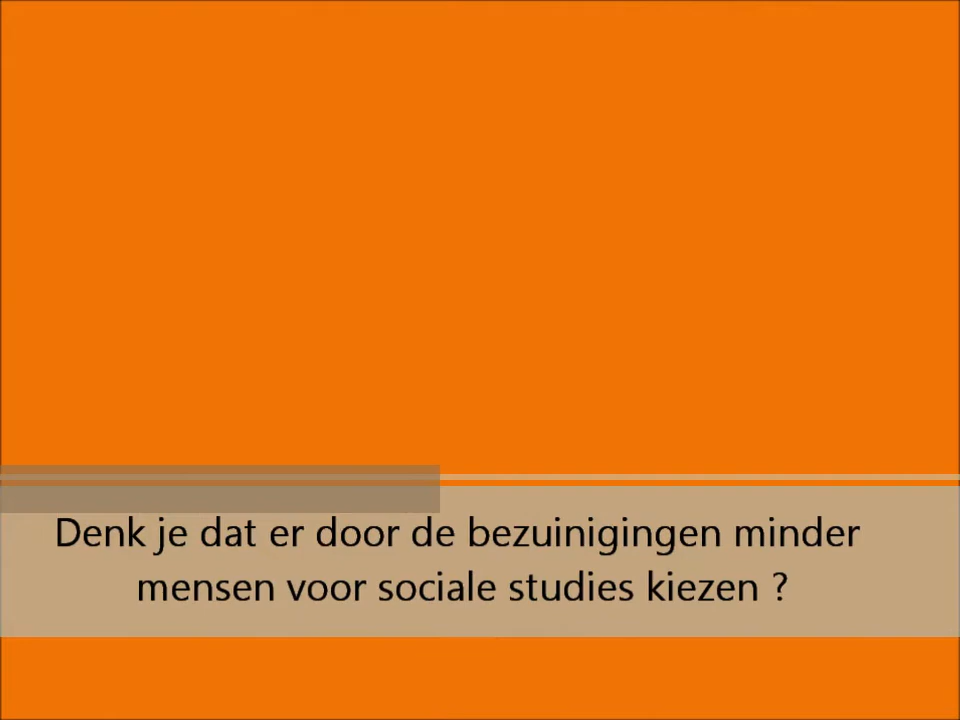 Denk je dat er door de bezuinigingen minder
mensen voor sociale studies kiezen ?